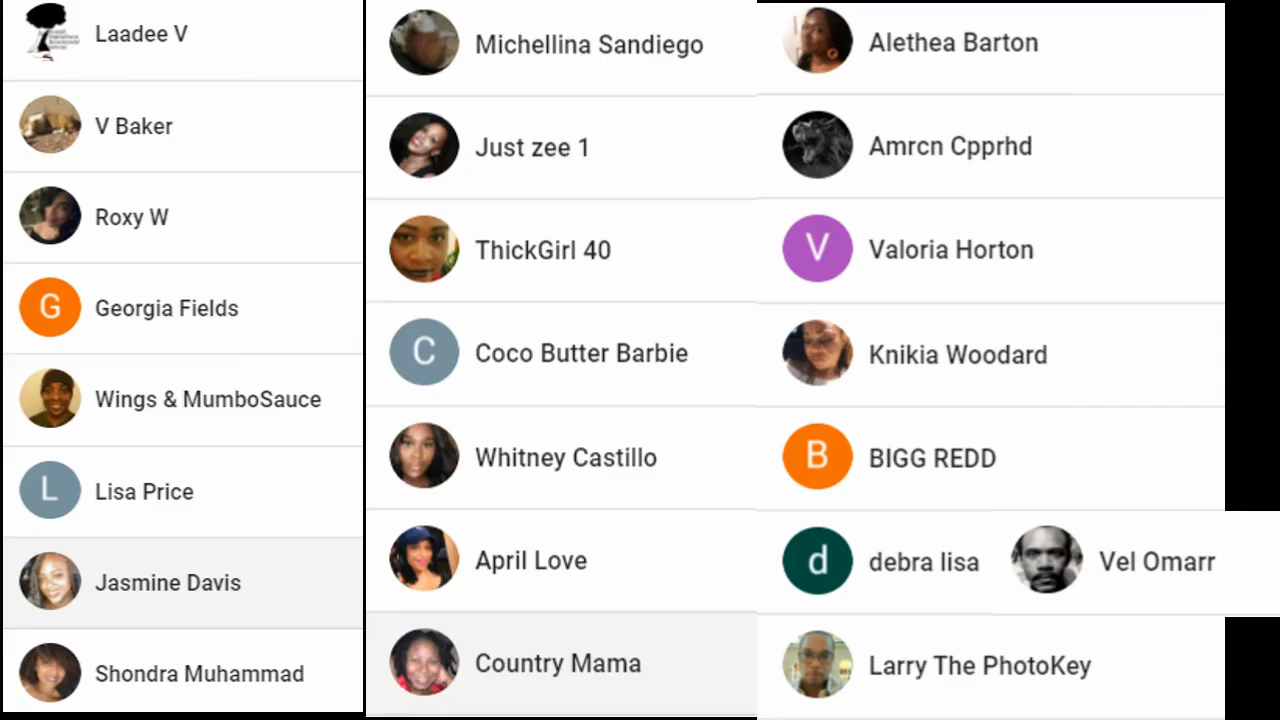 Laadee V
V Baker
Roxy W
G
Georgia Fields
Wings & MumboSauce
L
Lisa Price
Jasmine Davis
Shondra Muhammad
Michellina Sandiego
Just zee 1
ThickGirl 40
C
Coco Butter Barbie
Whitney Castillo
April Love
Country Mama
Alethea Barton
Amrcn Cpprhd
V
Valoria Horton
Knikia Woodard
B
BIGG REDD
d
debra lisa
Vel Omarr
Larry The PhotoKey